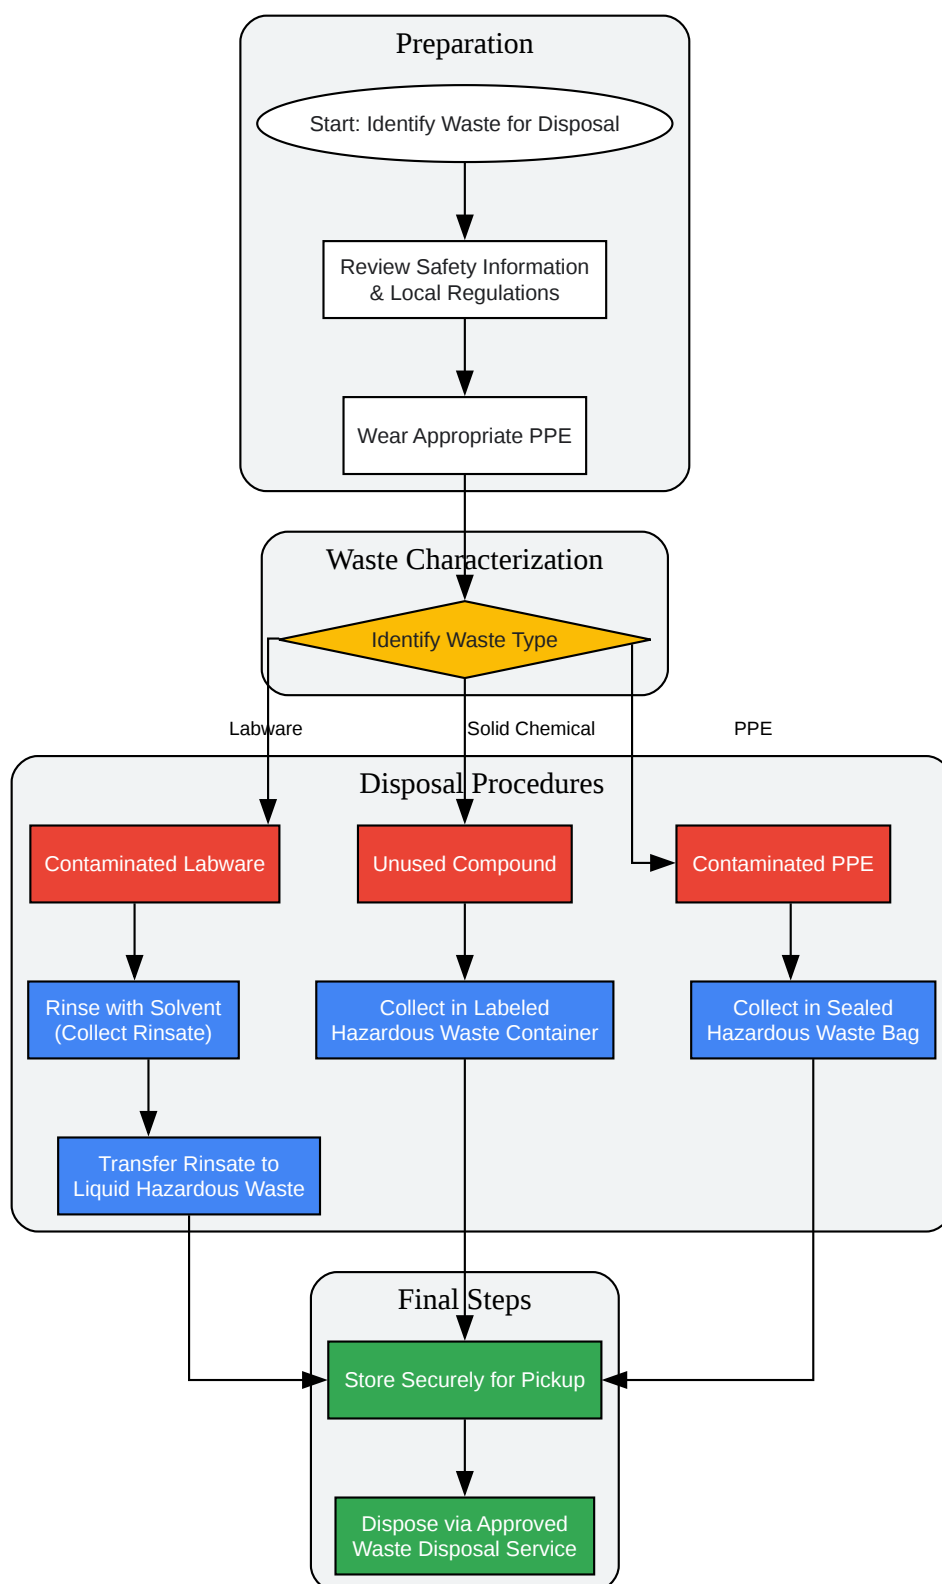 Preparation
Start: Identify Waste for Disposal
Review Safety Information
& Local Regulations
Wear Appropriate PPE
Waste Characterization
Identify Waste Type
Labware
Solid Chemical
PPE
Disposal Procedures
Contaminated Labware
Unused Compound
Contaminated PPE
Rinse with Solvent
(Collect Rinsate)
Collect in Labeled
Hazardous Waste Container
Collect in Sealed
Hazardous Waste Bag
Transfer Rinsate to
Liquid Hazardous Waste
Final Steps
Store Securely for Pickup
Dispose via Approved
Waste Disposal Service